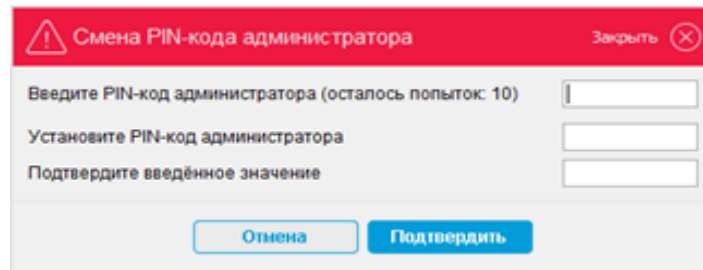 Смена PIN-кода администратора Закрыть
Введите PIN-код администратора (осталось попыток: 10)
Установите PIN-код администратора
Подтвердите введённое значение
Отмена Подтвердить